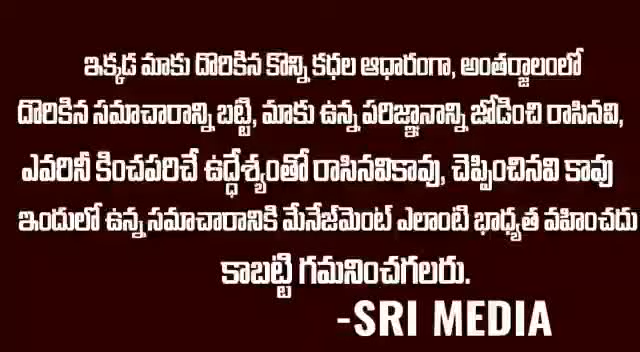 ఇక్కడ మాకు దొరికిన కొన్ని కధల ఆధారంగా, అంతర్జాలంలో
దొరికిన సమాచారాన్ని బట్టి, మాకు ఉన్న పరిజ్ఞానాన్ని జోడించి రాసినవి,
ఎవరినీ కించపరిచే ఉద్ధేశ్యంతో రాసినవికావు, చెప్పించినవి కావు
ఇందులో ఉన్న సమాచారానికి మేనేజ్‌మెంట్ ఎలాంటి భాధ్యత వహించదు
కాబట్టి గమనించగలరు.
-SRI MEDIA